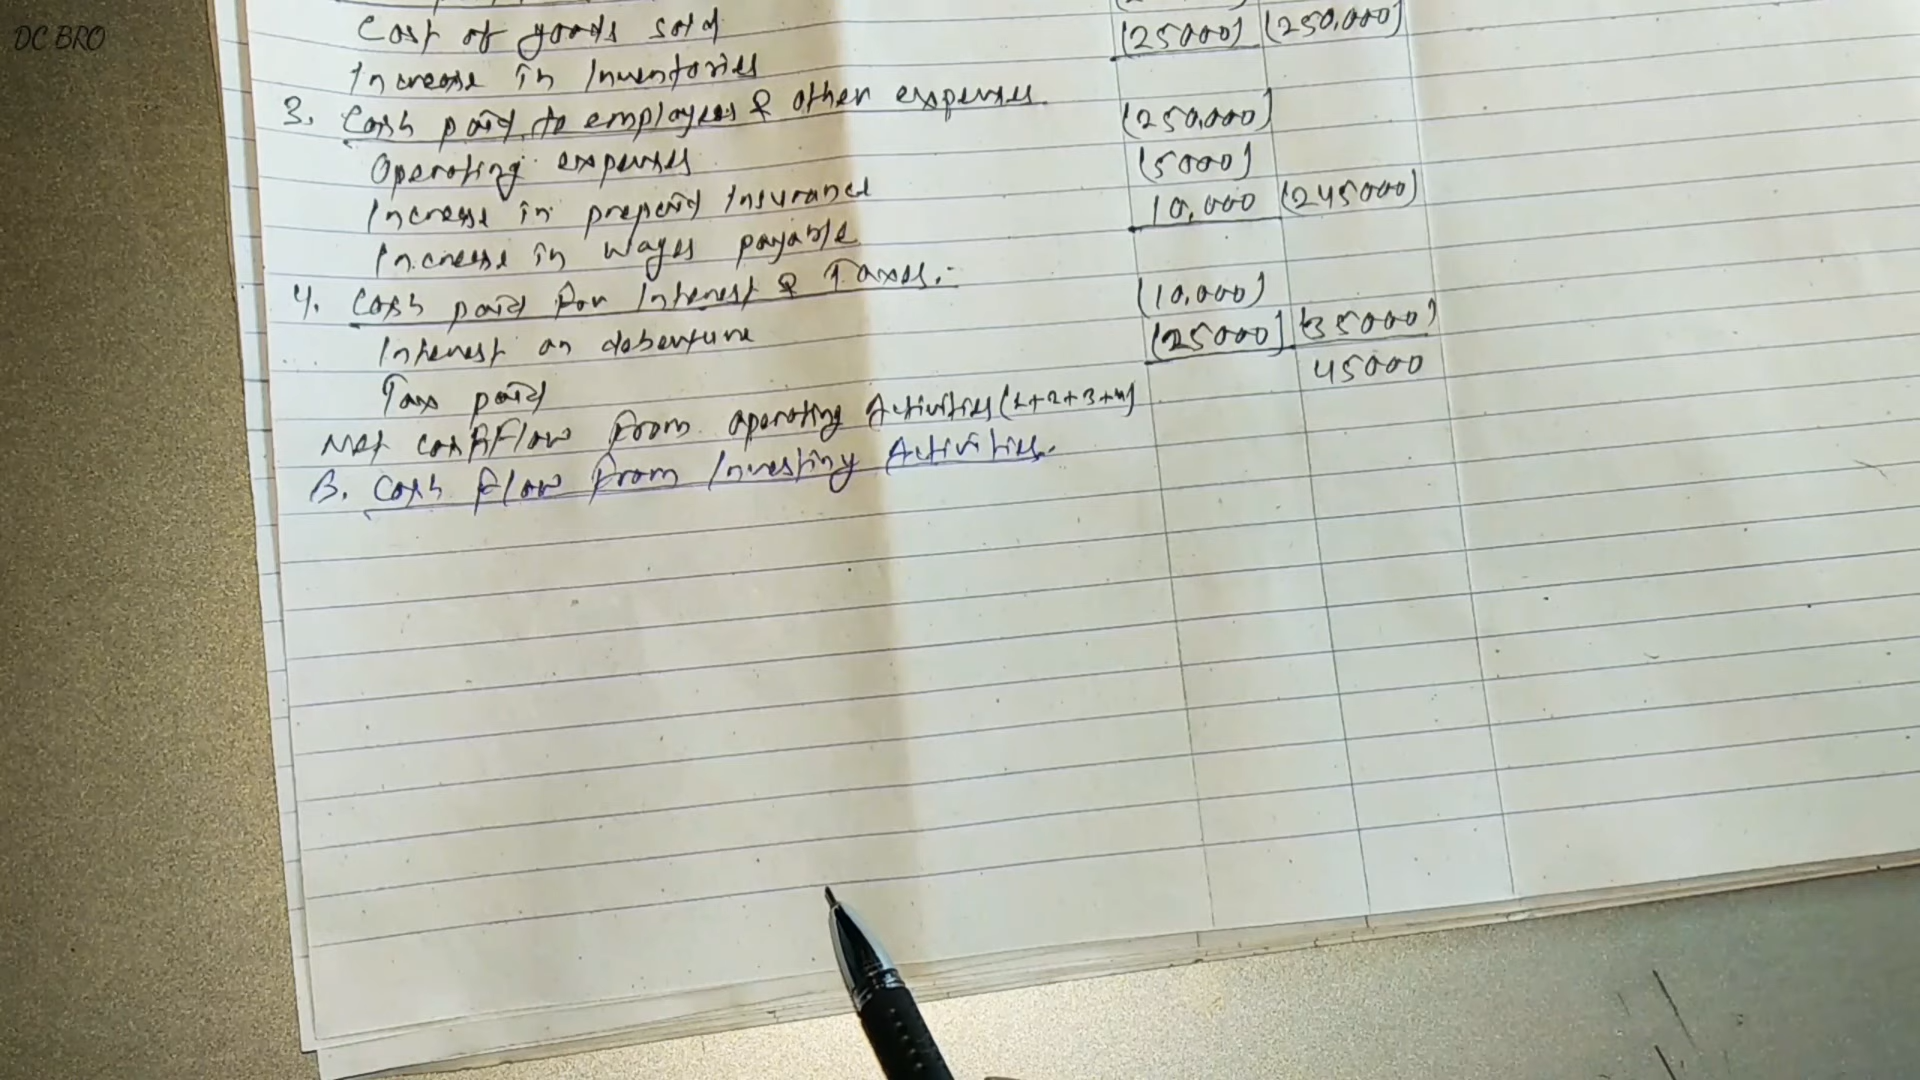 DC BRO
Cost of goods sold
Increase in Inventories (25000) (250,000)
3. Cash paid to employees & other expenses.
Operating expenses (250,000)
Increase in prepaid Insurance (5000)
Increase in wages payable 10,000 (245000)
4. Cash paid for Interest & Taxes:-
Interest on debenture (10,000)
Tax paid (25000) (35000)
Net cashflow from operating Activities (1+2+3+4) 45000
B. Cash flow from Investing Activities.